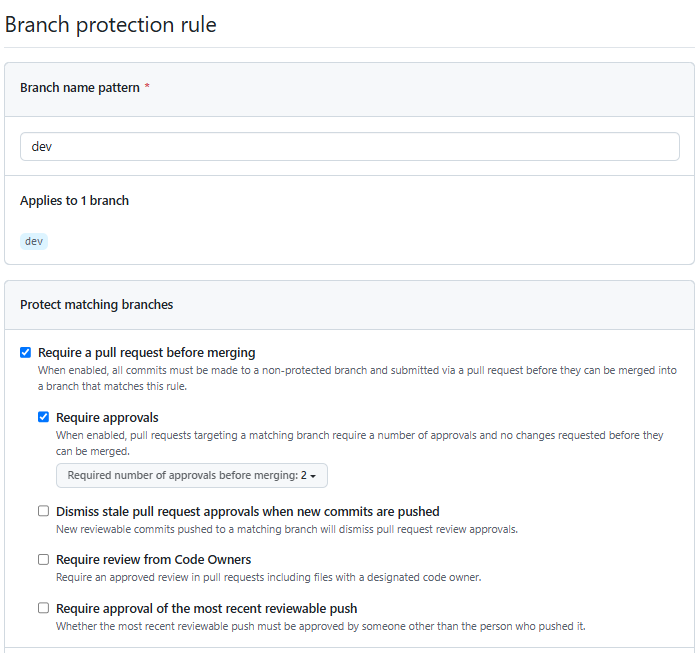 Branch protection rule
Branch name pattern *
dev
Applies to 1 branch
dev
Protect matching branches
Require a pull request before merging
When enabled, all commits must be made to a non-protected branch and submitted via a pull request before they can be merged into
a branch that matches this rule.
Require approvals
When enabled, pull requests targeting a matching branch require a number of approvals and no changes requested before they
can be merged.
Required number of approvals before merging: 2
Dismiss stale pull request approvals when new commits are pushed
New reviewable commits pushed to a matching branch will dismiss pull request review approvals.
Require review from Code Owners
Require an approved review in pull requests including files with a designated code owner.
Require approval of the most recent reviewable push
Whether the most recent reviewable push must be approved by someone other than the person who pushed it.